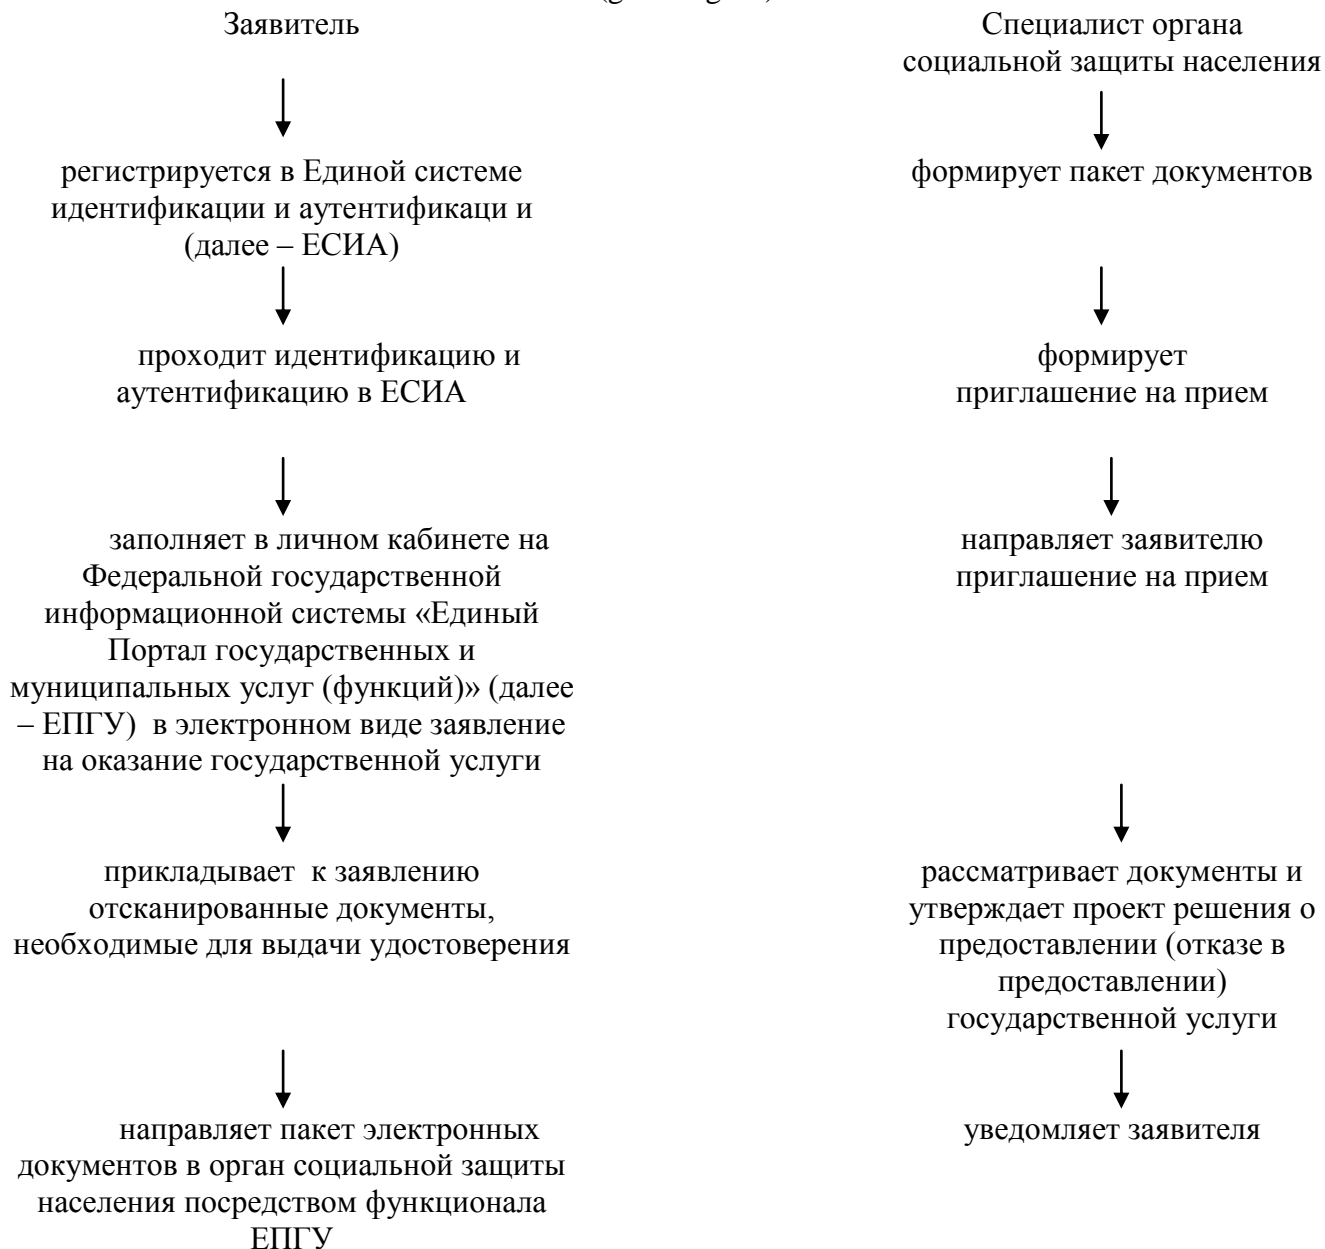 Заявитель
регистрируется в Единой системе
идентификации и аутентификаци и
(далее – ЕСИА)
проходит идентификацию и
аутентификацию в ЕСИА
заполняет в личном кабинете на
Федеральной государственной
информационной системы «Единый
Портал государственных и
муниципальных услуг (функций)» (далее
– ЕПГУ) в электронном виде заявление
на оказание государственной услуги
прикладывает к заявлению
отсканированные документы,
необходимые для выдачи удостоверения
направляет пакет электронных
документов в орган социальной защиты
населения посредством функционала
ЕПГУ
Специалист органа
социальной защиты населения
формирует пакет документов
формирует
приглашение на прием
направляет заявителю
приглашение на прием
рассматривает документы и
утверждает проект решения о
предоставлении (отказе в
предоставлении)
государственной услуги
уведомляет заявителя